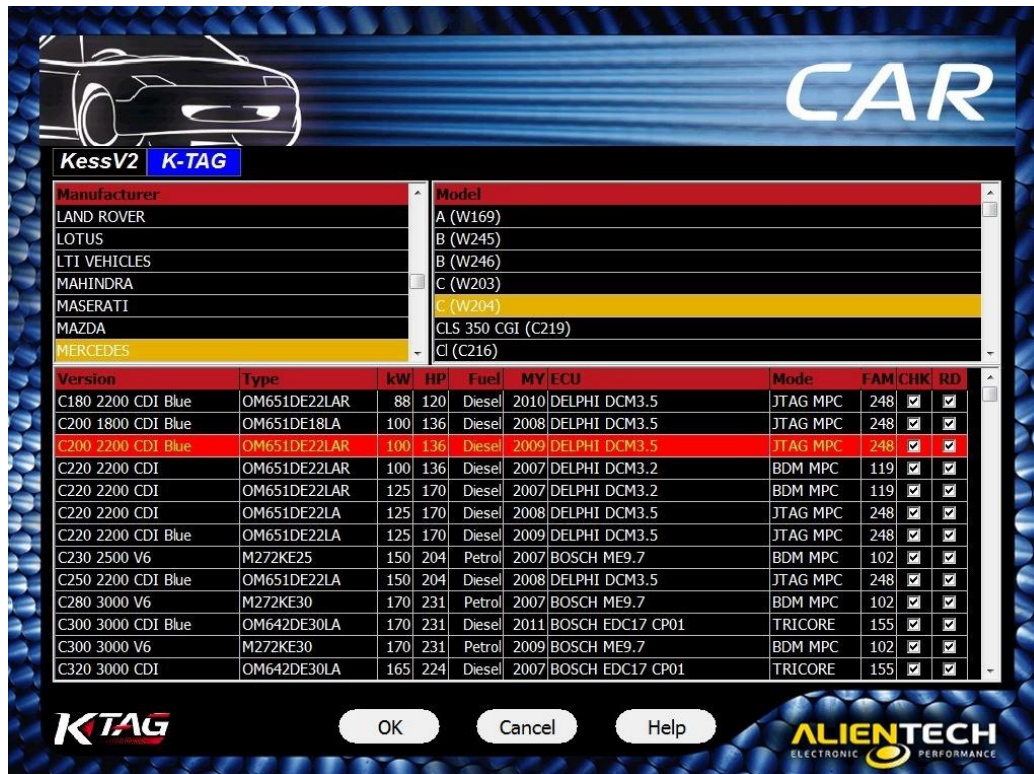 CAR
KessV2 K-TAG
Manufacturer
LAND ROVER
LOTUS
LTI VEHICLES
MAHINDRA
MASERATI
MAZDA
MERCEDES
Model
A (W169)
B (W245)
B (W246)
C (W203)
C (W204)
CLS 350 CGI (C219)
Cl (C216)
Version Type kW HP Fuel MY ECU Mode FAM CHK RD
C180 2200 CDI Blue OM651DE22LAR 88 120 Diesel 2010 DELPHI DCM3.5 JTAG MPC 248
C200 1800 CDI Blue OM651DE18LA 100 136 Diesel 2008 DELPHI DCM3.5 JTAG MPC 248
C200 2200 CDI Blue OM651DE22LAR 100 136 Diesel 2009 DELPHI DCM3.5 JTAG MPC 248
C220 2200 CDI OM651DE22LAR 100 136 Diesel 2007 DELPHI DCM3.2 BDM MPC 119
C220 2200 CDI OM651DE22LAR 125 170 Diesel 2007 DELPHI DCM3.2 BDM MPC 119
C220 2200 CDI OM651DE22LA 125 170 Diesel 2008 DELPHI DCM3.5 JTAG MPC 248
C220 2200 CDI Blue OM651DE22LA 125 170 Diesel 2009 DELPHI DCM3.5 JTAG MPC 248
C230 2500 V6 M272KE25 150 204 Petrol 2007 BOSCH ME9.7 BDM MPC 102
C250 2200 CDI Blue OM651DE22LA 150 204 Diesel 2008 DELPHI DCM3.5 JTAG MPC 248
C280 3000 V6 M272KE30 170 231 Petrol 2007 BOSCH ME9.7 BDM MPC 102
C300 3000 CDI Blue OM642DE30LA 170 231 Diesel 2011 BOSCH EDC17 CP01 TRICORE 155
C300 3000 V6 M272KE30 170 231 Petrol 2009 BOSCH ME9.7 BDM MPC 102
C320 3000 CDI OM642DE30LA 165 224 Diesel 2007 BOSCH EDC17 CP01 TRICORE 155
KTAG
OK Cancel Help
ALIENTECH
ELECTRONIC PERFORMANCE